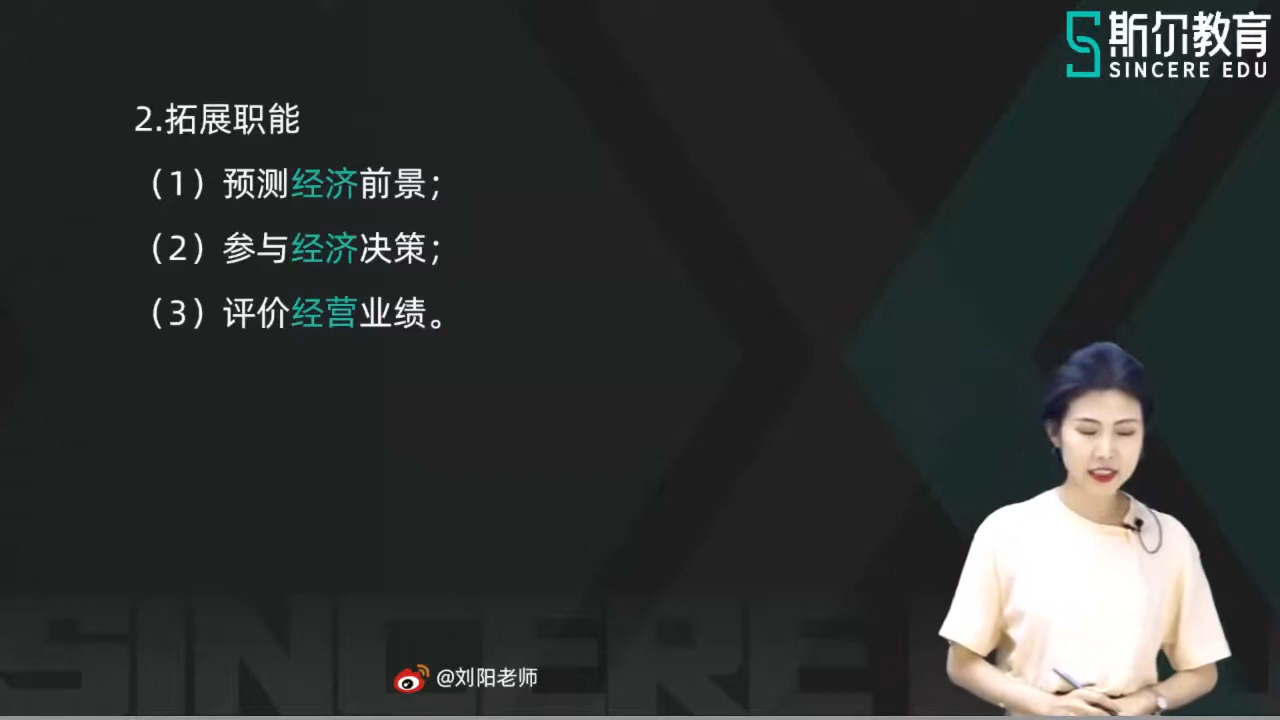 斯尔教育
SINCERE EDU
2.拓展职能
（1）预测经济前景；
（2）参与经济决策；
（3）评价经营业绩。
SINCERE
@刘阳老师